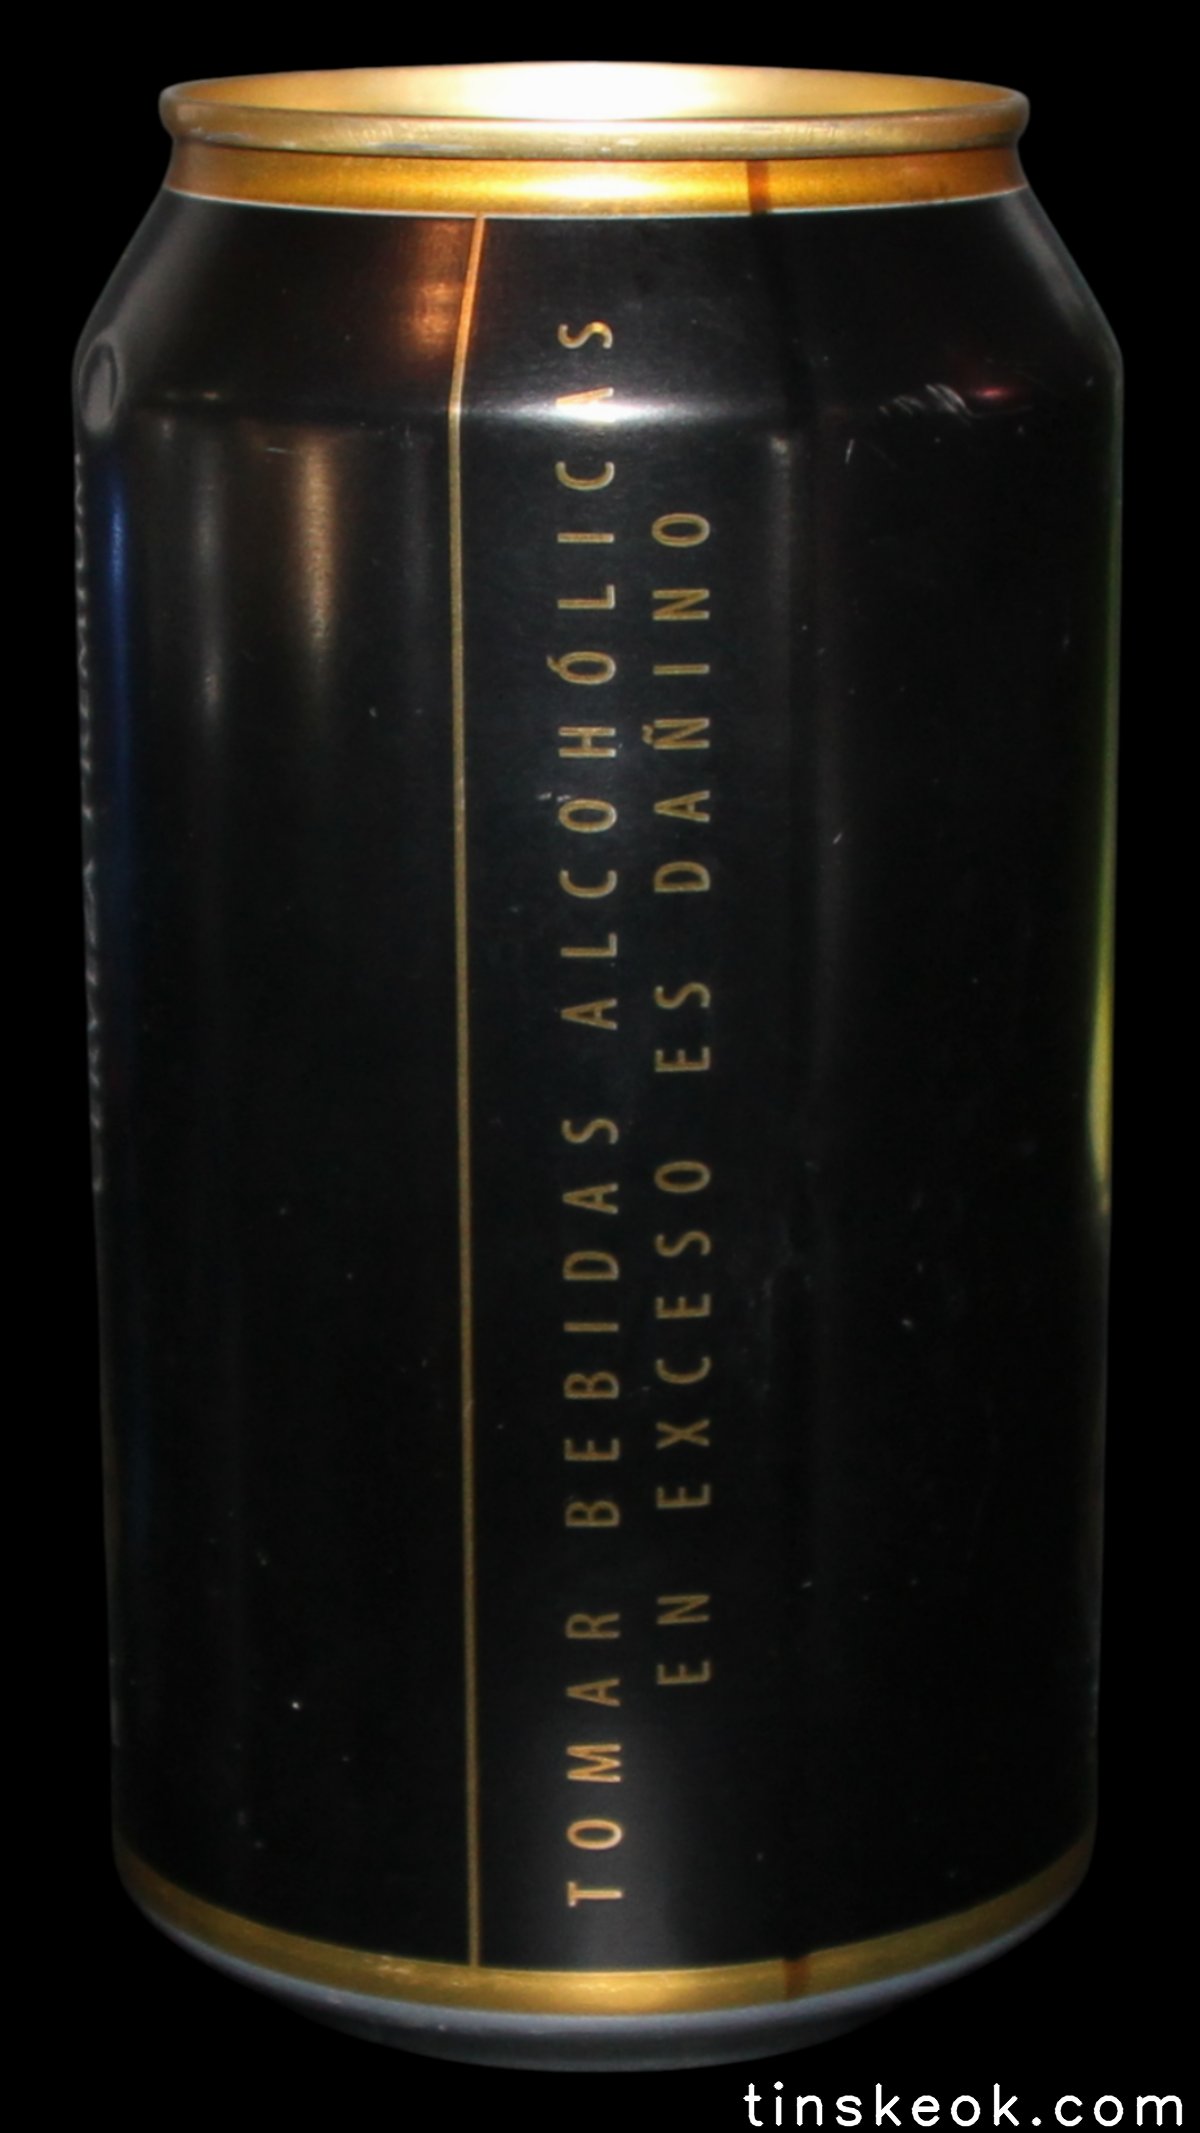 TOMAR BEBIDAS ALCOHÓLICAS
EN EXCESO ES DAÑINO
tinskeok.com